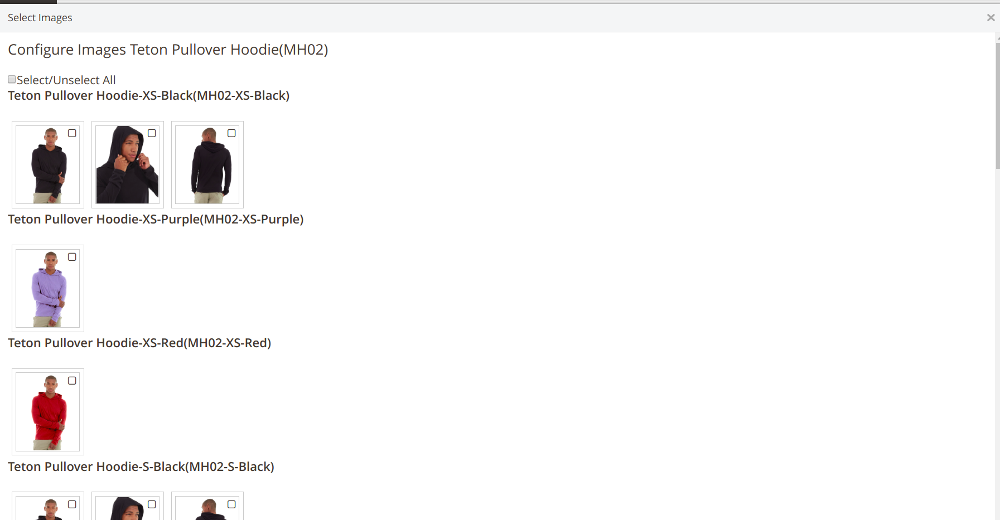 Select Images
Configure Images Teton Pullover Hoodie(MH02)
Select/Unselect All
Teton Pullover Hoodie-XS-Black(MH02-XS-Black)
Teton Pullover Hoodie-XS-Purple(MH02-XS-Purple)
Teton Pullover Hoodie-XS-Red(MH02-XS-Red)
Teton Pullover Hoodie-S-Black(MH02-S-Black)